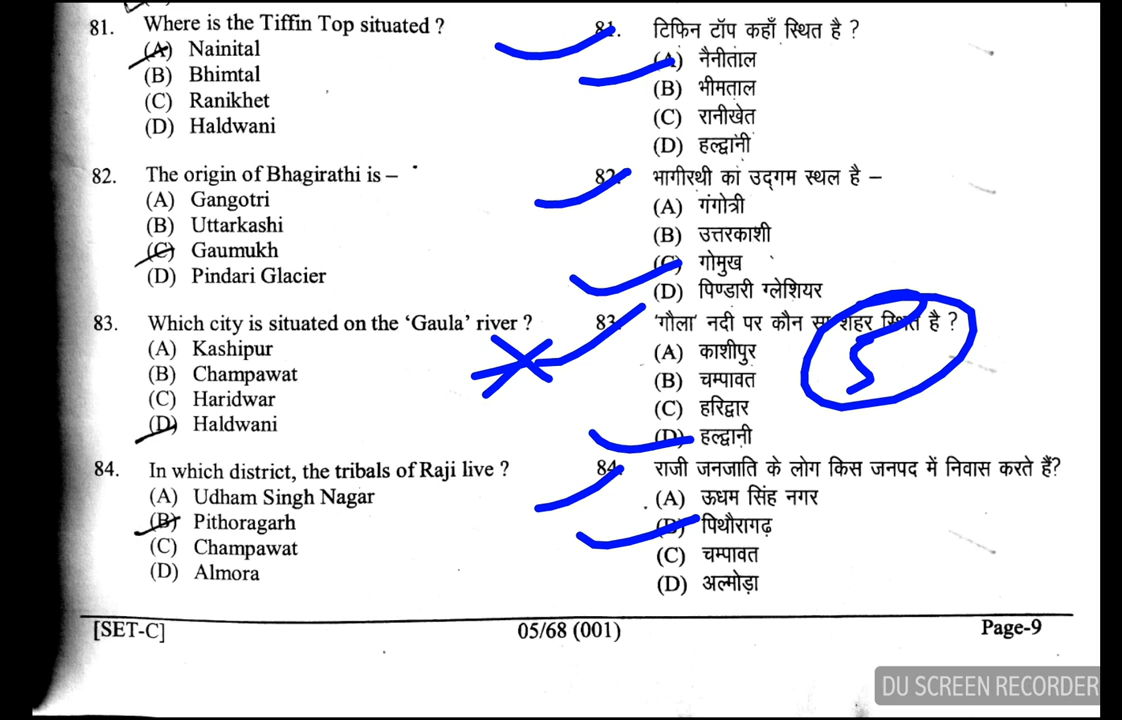 81. Where is the Tiffin Top situated ?
(A) Nainital
(B) Bhimtal
(C) Ranikhet
(D) Haldwani
82. The origin of Bhagirathi is –
(A) Gangotri
(B) Uttarkashi
(C) Gaumukh
(D) Pindari Glacier
83. Which city is situated on the ‘Gaula’ river ?
(A) Kashipur
(B) Champawat
(C) Haridwar
(D) Haldwani
84. In which district, the tribals of Raji live ?
(A) Udham Singh Nagar
(B) Pithoragarh
(C) Champawat
(D) Almora
81. टिफिन टॉप कहाँ स्थित है ?
(A) नैनीताल
(B) भीमताल
(C) रानीखेत
(D) हल्द्वानी
82. भागीरथी का उद्गम स्थल है –
(A) गंगोत्री
(B) उत्तरकाशी
(C) गोमुख
(D) पिण्डारी ग्लेशियर
83. ‘गौला’ नदी पर कौन सा शहर स्थित है ?
(A) काशीपुर
(B) चम्पावत
(C) हरिद्वार
(D) हल्द्वानी
84. राजी जनजाति के लोग किस जनपद में निवास करते हैं?
(A) ऊधम सिंह नगर
(B) पिथौरागढ़
(C) चम्पावत
(D) अल्मोड़ा
5
[SET-C] 05/68 (001) Page-9
DU SCREEN RECORDER